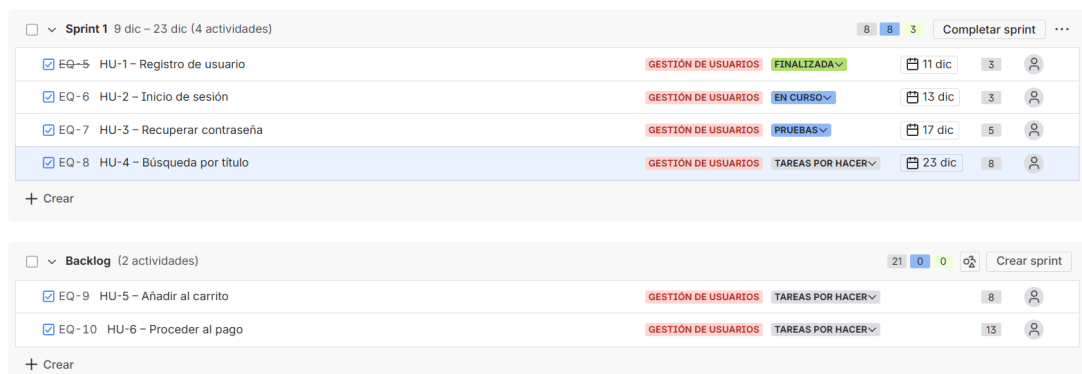 Sprint 1 9 dic – 23 dic (4 actividades) 8 8 3 Completar sprint ...
EQ-5 HU-1 – Registro de usuario GESTIÓN DE USUARIOS FINALIZADA 11 dic 3
EQ-6 HU-2 – Inicio de sesión GESTIÓN DE USUARIOS EN CURSO 13 dic 3
EQ-7 HU-3 – Recuperar contraseña GESTIÓN DE USUARIOS PRUEBAS 17 dic 5
EQ-8 HU-4 – Búsqueda por título GESTIÓN DE USUARIOS TAREAS POR HACER 23 dic 8
+ Crear
Backlog (2 actividades) 21 0 0 Crear sprint
EQ-9 HU-5 – Añadir al carrito GESTIÓN DE USUARIOS TAREAS POR HACER 8
EQ-10 HU-6 – Proceder al pago GESTIÓN DE USUARIOS TAREAS POR HACER 13
+ Crear